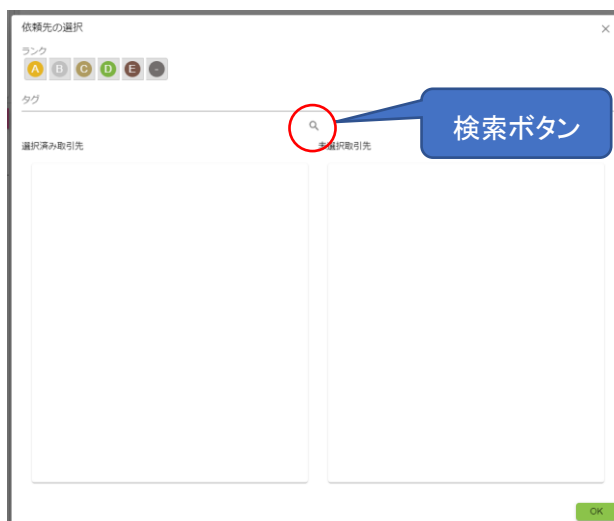 依頼先の選択
ランク
A B C D E -
タグ
検索ボタン
選択済み取引先
未選択取引先
OK